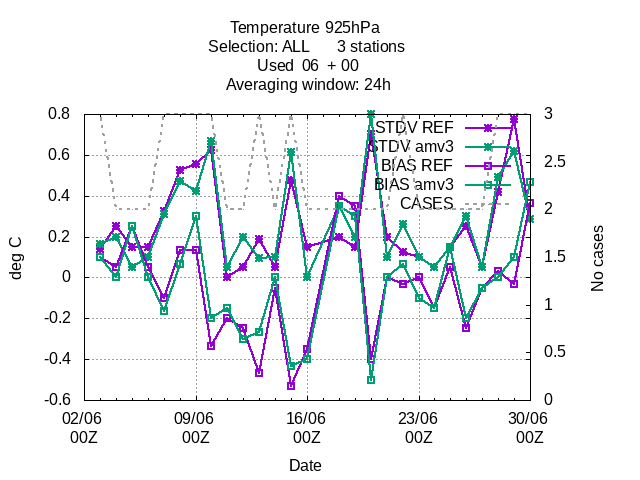 Temperature 925hPa
Selection: ALL 3 stations
Used 06 + 00
Averaging window: 24h
0.8
0.6
0.4
0.2
0
-0.2
-0.4
-0.6
deg C
3
2.5
2
1.5
1
0.5
0
No cases
STDV REF
STDV amv3
BIAS REF
BIAS amv3
CASES
02/06 09/06 16/06 23/06 30/06
00Z 00Z 00Z 00Z 00Z
Date